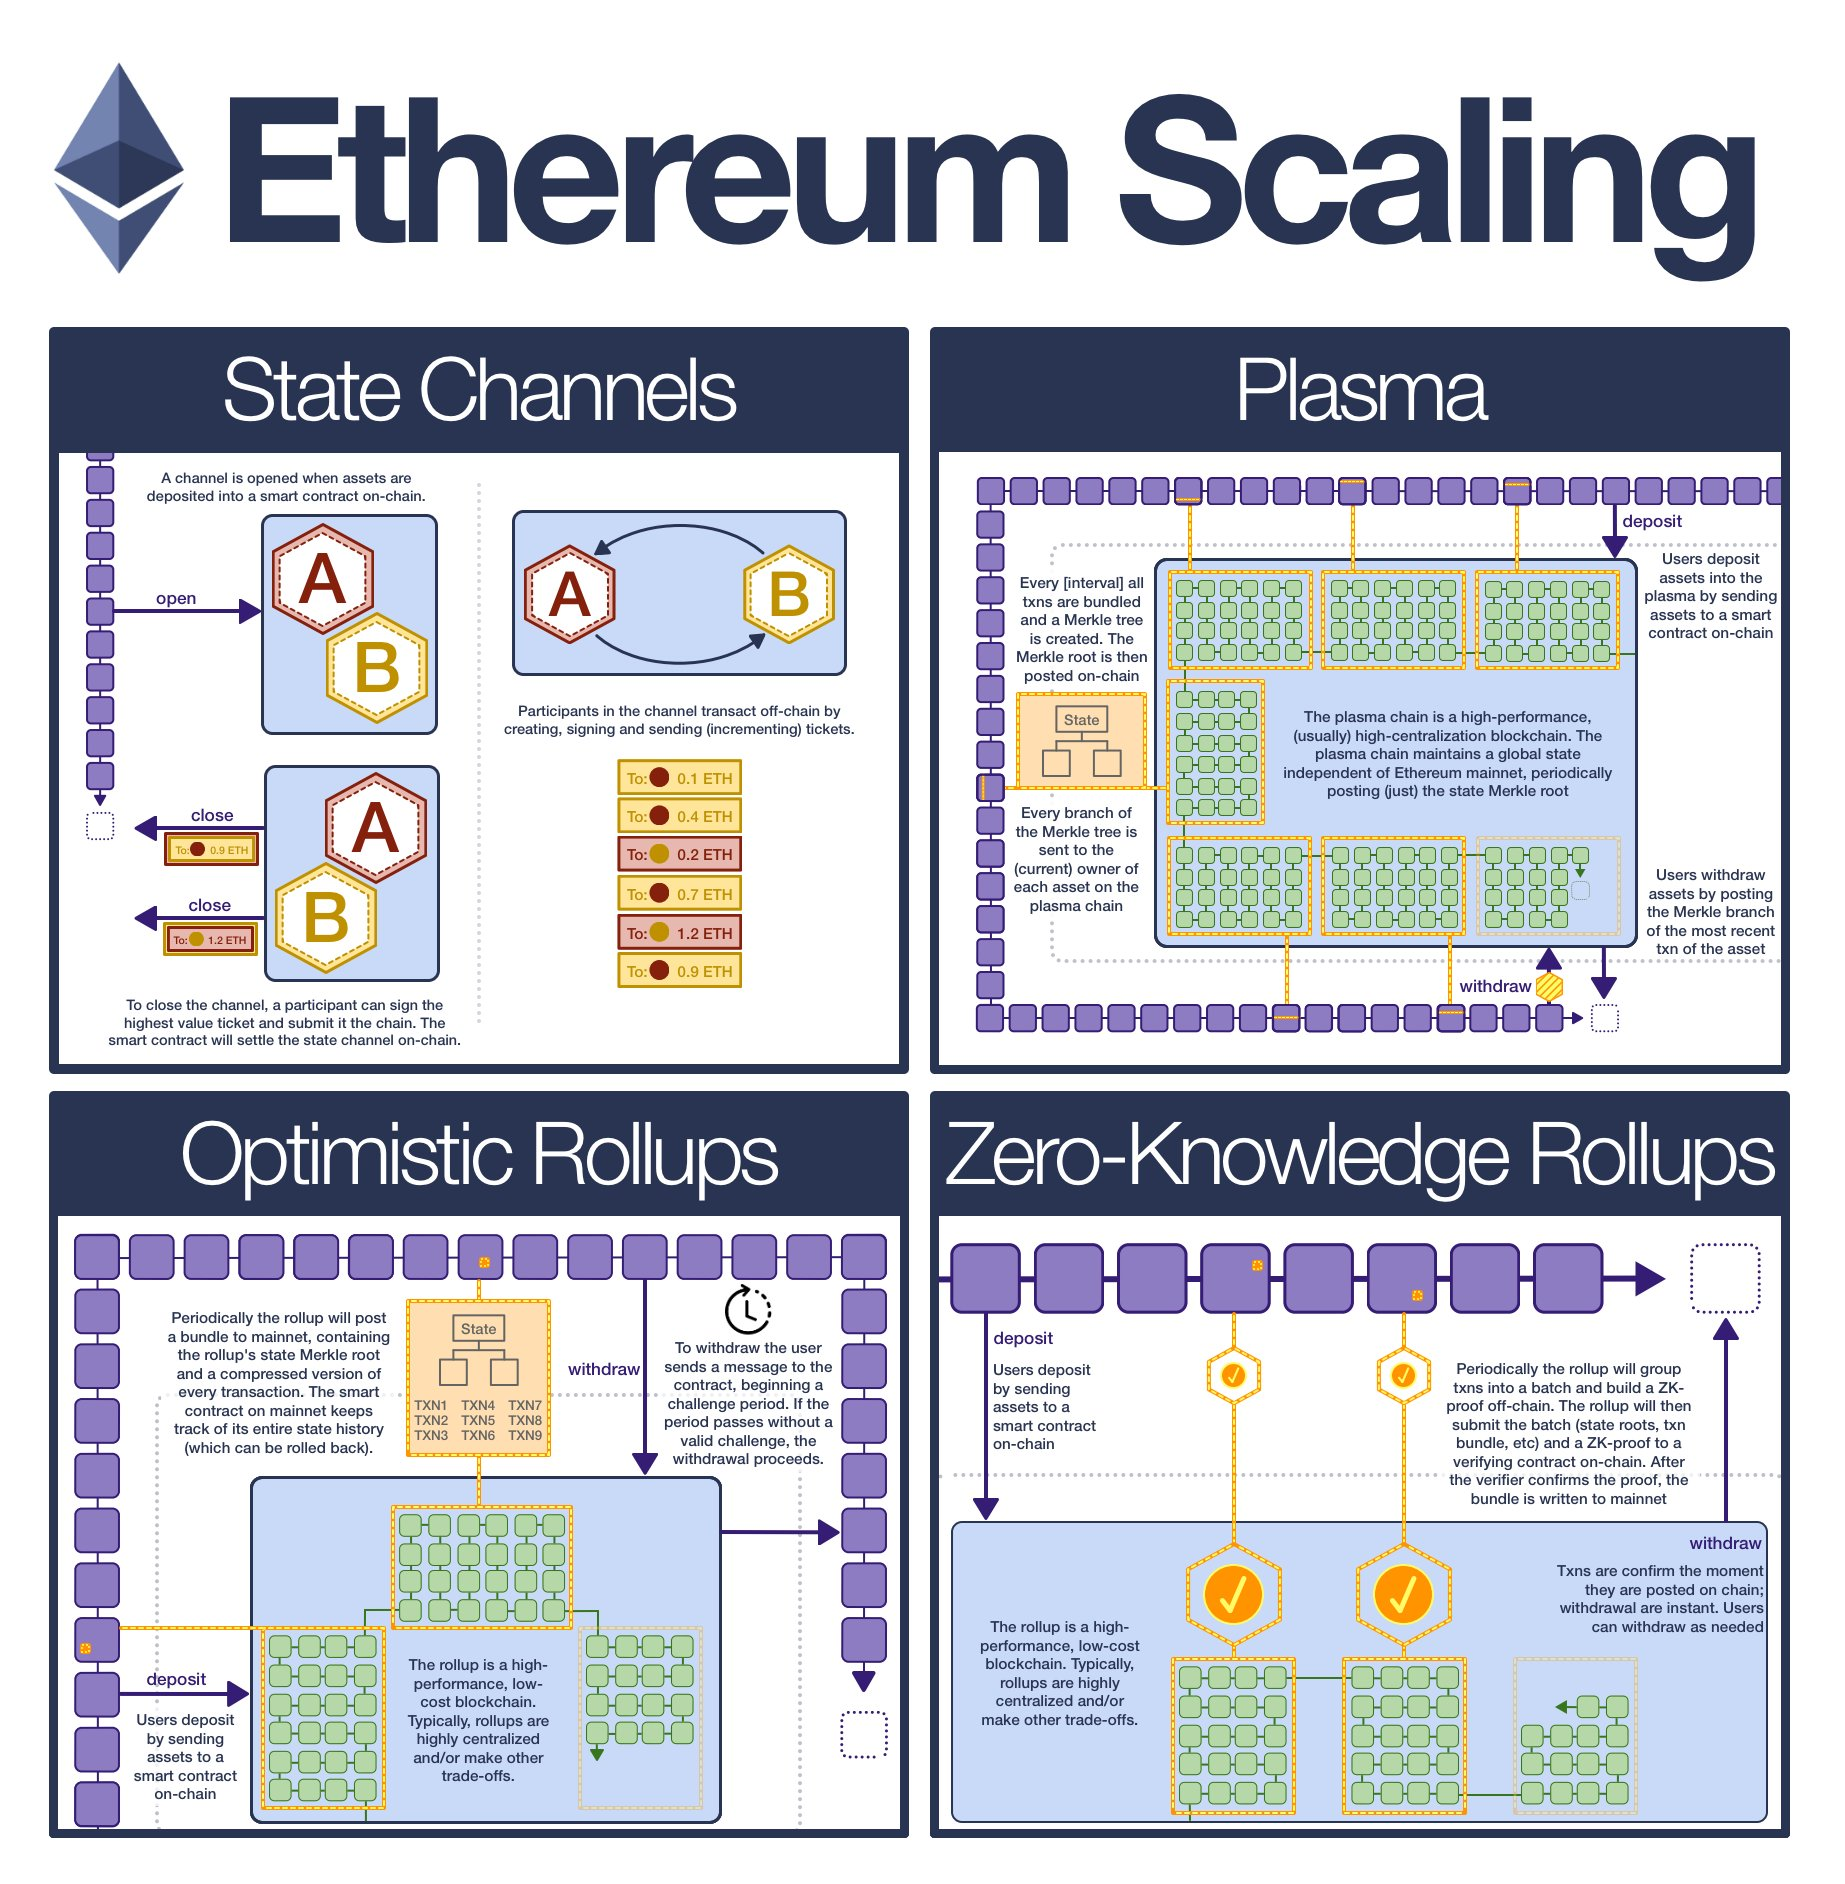 Ethereum Scaling
State Channels
A channel is opened when assets are
deposited into a smart contract on-chain.
A
B
open
A
B
Participants in the channel transact off-chain by
creating, signing and sending (incrementing) tickets.
To: 0.1 ETH
To: 0.4 ETH
To: 0.2 ETH
To: 0.7 ETH
To: 1.2 ETH
To: 0.9 ETH
close
To: 0.9 ETH
A
close
To: 1.2 ETH
B
To close the channel, a participant can sign the
highest value ticket and submit it the chain. The
smart contract will settle the state channel on-chain.
Plasma
deposit
Users deposit
assets into the
plasma by sending
assets to a smart
contract on-chain
Every [interval] all
txns are bundled
and a Merkle tree
is created. The
Merkle root is then
posted on-chain
State
The plasma chain is a high-performance,
(usually) high-centralization blockchain. The
plasma chain maintains a global state
independent of Ethereum mainnet, periodically
posting (just) the state Merkle root
Every branch of
the Merkle tree is
sent to the
(current) owner of
each asset on the
plasma chain
Users withdraw
assets by posting
the Merkle branch
of the most recent
txn of the asset
withdraw
Optimistic Rollups
Periodically the rollup will post
a bundle to mainnet, containing
the rollup's state Merkle root
and a compressed version of
every transaction. The smart
contract on mainnet keeps
track of its entire state history
(which can be rolled back).
State
TXN1 TXN4 TXN7
TXN2 TXN5 TXN8
TXN3 TXN6 TXN9
withdraw
To withdraw the user
sends a message to the
contract, beginning a
challenge period. If the
period passes without a
valid challenge, the
withdrawal proceeds.
deposit
Users deposit
by sending
assets to a
smart contract
on-chain
The rollup is a high-
performance, low-
cost blockchain.
Typically, rollups are
highly centralized
and/or make other
trade-offs.
Zero-Knowledge Rollups
deposit
Users deposit
by sending
assets to a
smart contract
on-chain
Periodically the rollup will group
txns into a batch and build a ZK-
proof off-chain. The rollup will then
submit the batch (state roots, txn
bundle, etc) and a ZK-proof to a
verifying contract on-chain. After
the verifier confirms the proof, the
bundle is written to mainnet
withdraw
Txns are confirm the moment
they are posted on chain;
withdrawal are instant. Users
can withdraw as needed
The rollup is a high-
performance, low-cost
blockchain. Typically,
rollups are highly
centralized and/or
make other trade-offs.